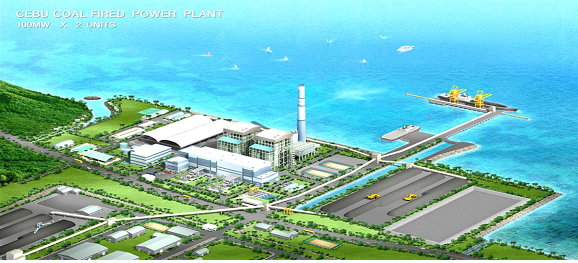 CEBU COAL FIRED POWER PLANT
100MW X 2 UNITS